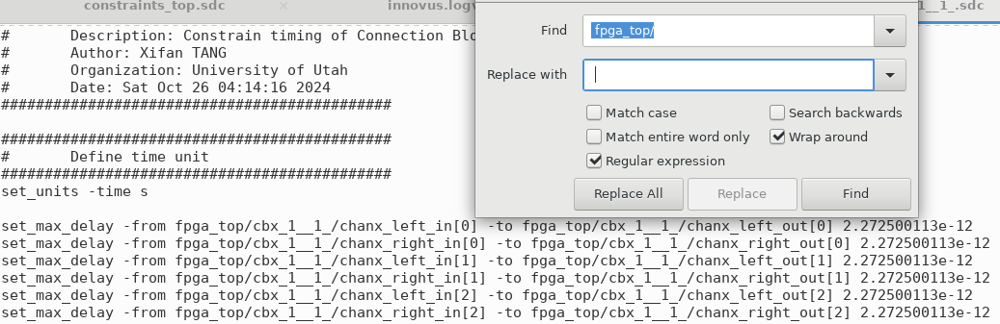 constraints_top.sdc × innovus.logv 1__1_.sdc
# Description: Constrain timing of Connection Blo
# Author: Xifan TANG
# Organization: University of Utah
# Date: Sat Oct 26 04:14:16 2024
#############################################
#############################################
# Define time unit
#############################################
set_units -time s
set_max_delay -from fpga_top/cbx_1__1_/chanx_left_in[0] -to fpga_top/cbx_1__1_/chanx_left_out[0] 2.272500113e-12
set_max_delay -from fpga_top/cbx_1__1_/chanx_right_in[0] -to fpga_top/cbx_1__1_/chanx_right_out[0] 2.272500113e-12
set_max_delay -from fpga_top/cbx_1__1_/chanx_left_in[1] -to fpga_top/cbx_1__1_/chanx_left_out[1] 2.272500113e-12
set_max_delay -from fpga_top/cbx_1__1_/chanx_right_in[1] -to fpga_top/cbx_1__1_/chanx_right_out[1] 2.272500113e-12
set_max_delay -from fpga_top/cbx_1__1_/chanx_left_in[2] -to fpga_top/cbx_1__1_/chanx_left_out[2] 2.272500113e-12
set_max_delay -from fpga_top/cbx_1__1_/chanx_right_in[2] -to fpga_top/cbx_1__1_/chanx_right_out[2] 2.272500113e-12
Find fpga_top/
Replace with
Match case Search backwards
Match entire word only Wrap around
Regular expression
Replace All Replace Find